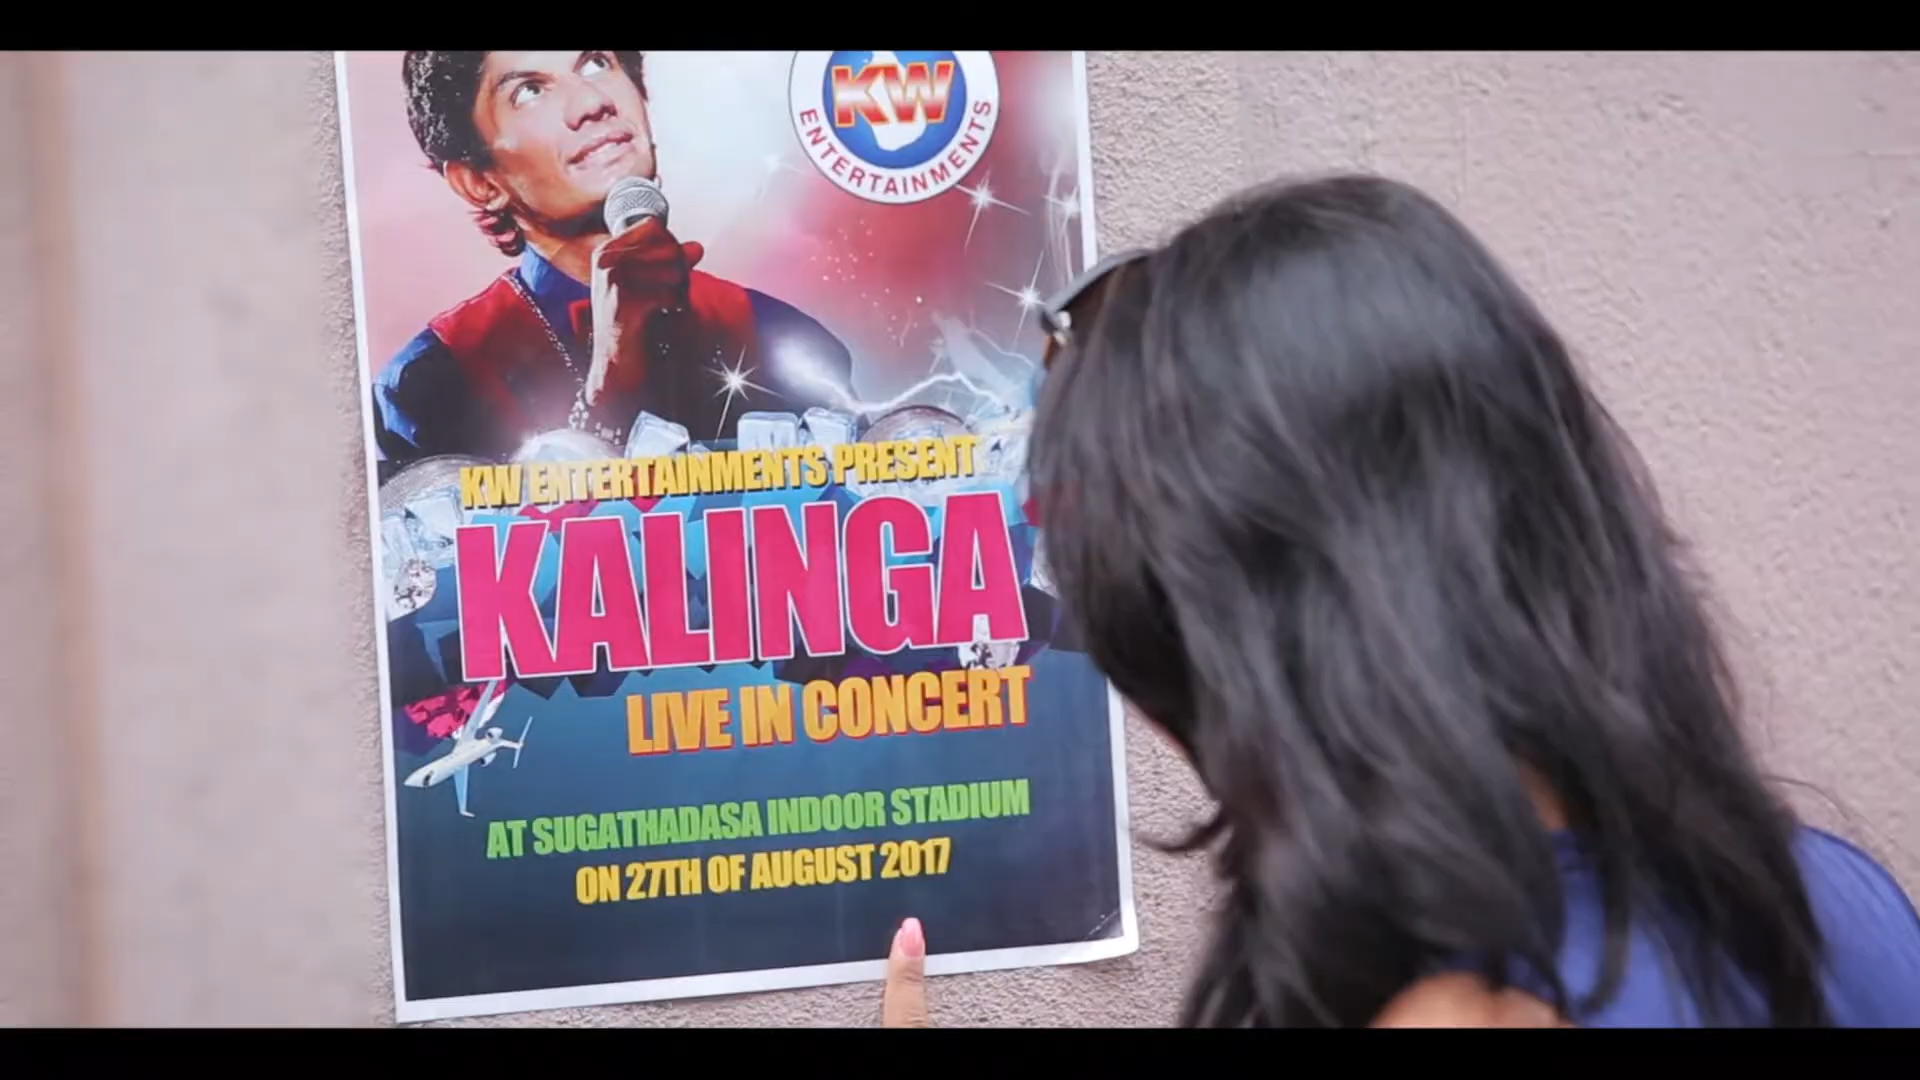 KW
ENTERTAINMENTS
KW ENTERTAINMENTS PRESENT
KALINGA
LIVE IN CONCERT
AT SUGATHADASA INDOOR STADIUM
ON 27TH OF AUGUST 2017